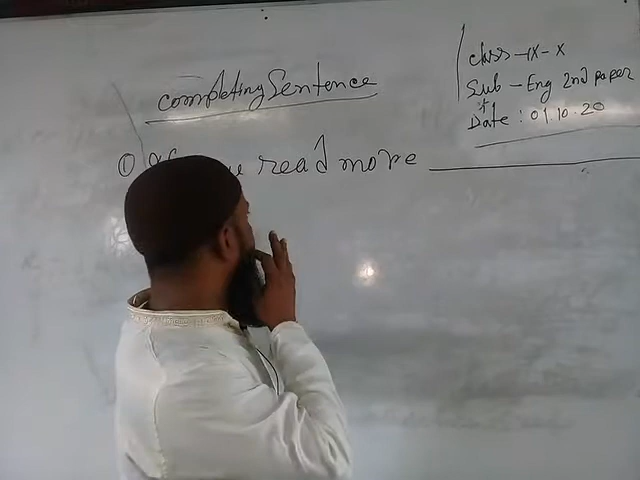 Completing Sentence
class - IX - X
Sub - Eng 2nd paper
Date : 01.10.20
read more